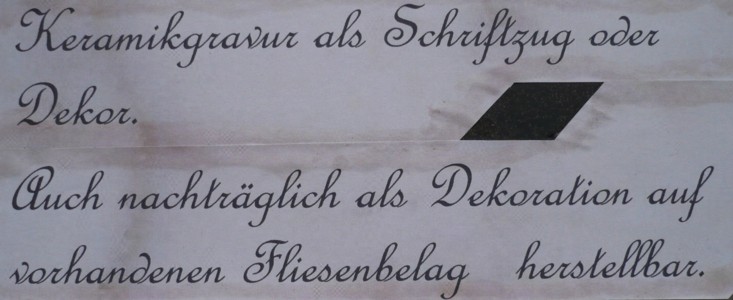 Keramikgravur als Schriftzug oder
Dekor.
Auch nachträglich als Dekoration auf
vorhandenen Fliesenbelag herstellbar.